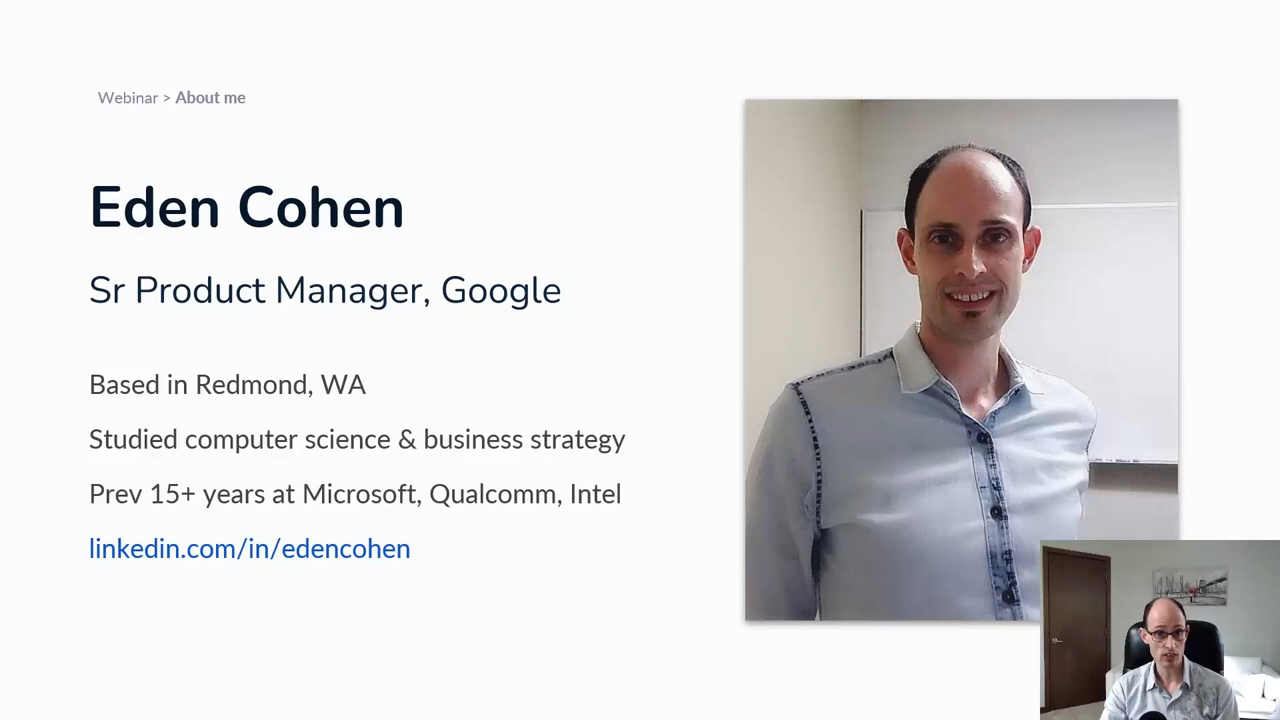 Webinar > About me
Eden Cohen
Sr Product Manager, Google
Based in Redmond, WA
Studied computer science & business strategy
Prev 15+ years at Microsoft, Qualcomm, Intel
linkedin.com/in/edencohen